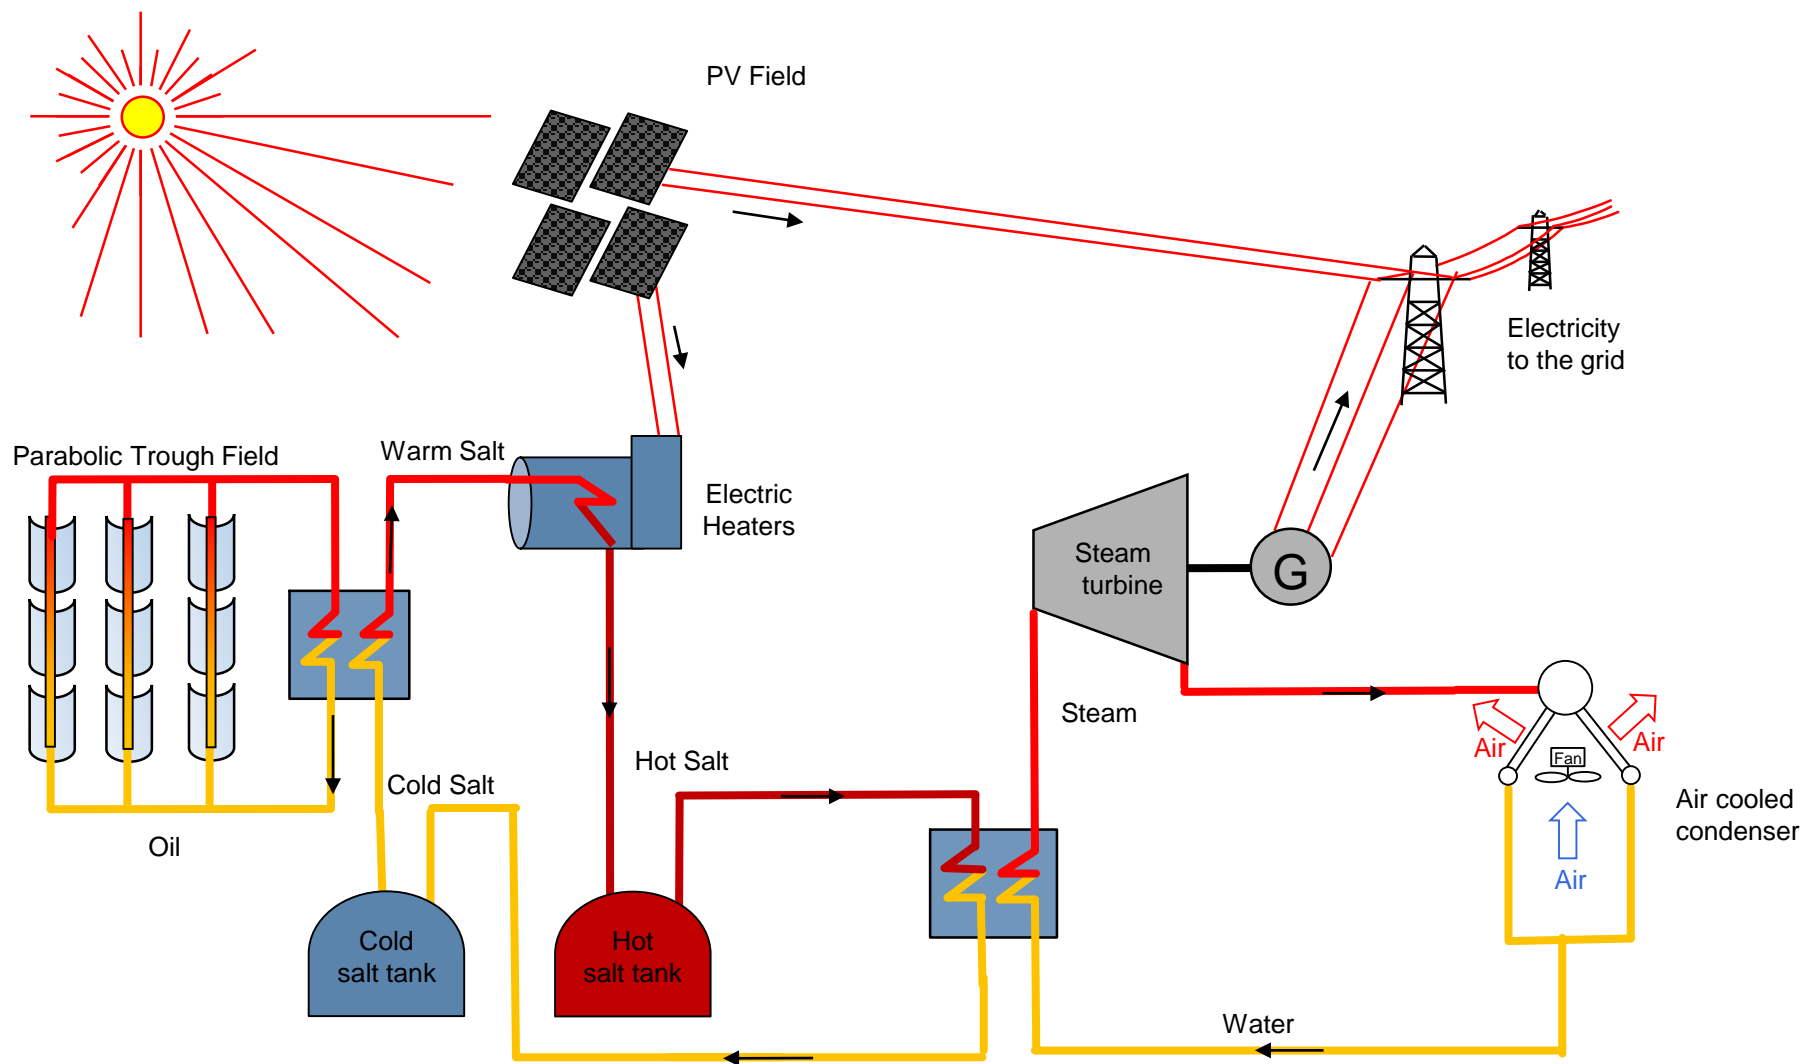 PV Field
Electricity
to the grid
Parabolic Trough Field
Warm Salt
Electric
Heaters
Steam
turbine
G
Steam
Air
Air
Fan
Hot Salt
Cold Salt
Air cooled
condenser
Oil
Air
Cold
salt tank
Hot
salt tank
Water